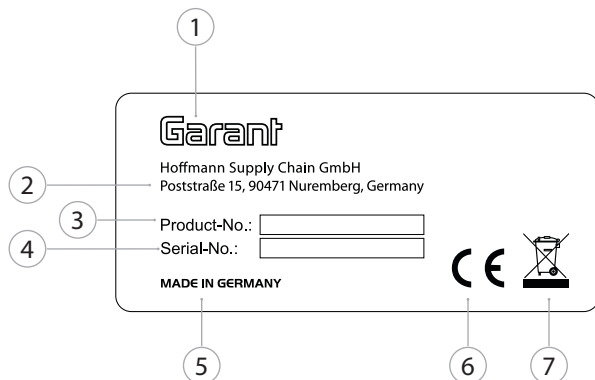 1
Garant
Hoffmann Supply Chain GmbH
2
Poststraße 15, 90471 Nuremberg, Germany
3
Product-No.:
4
Serial-No.:
MADE IN GERMANY
CE
5
6
7